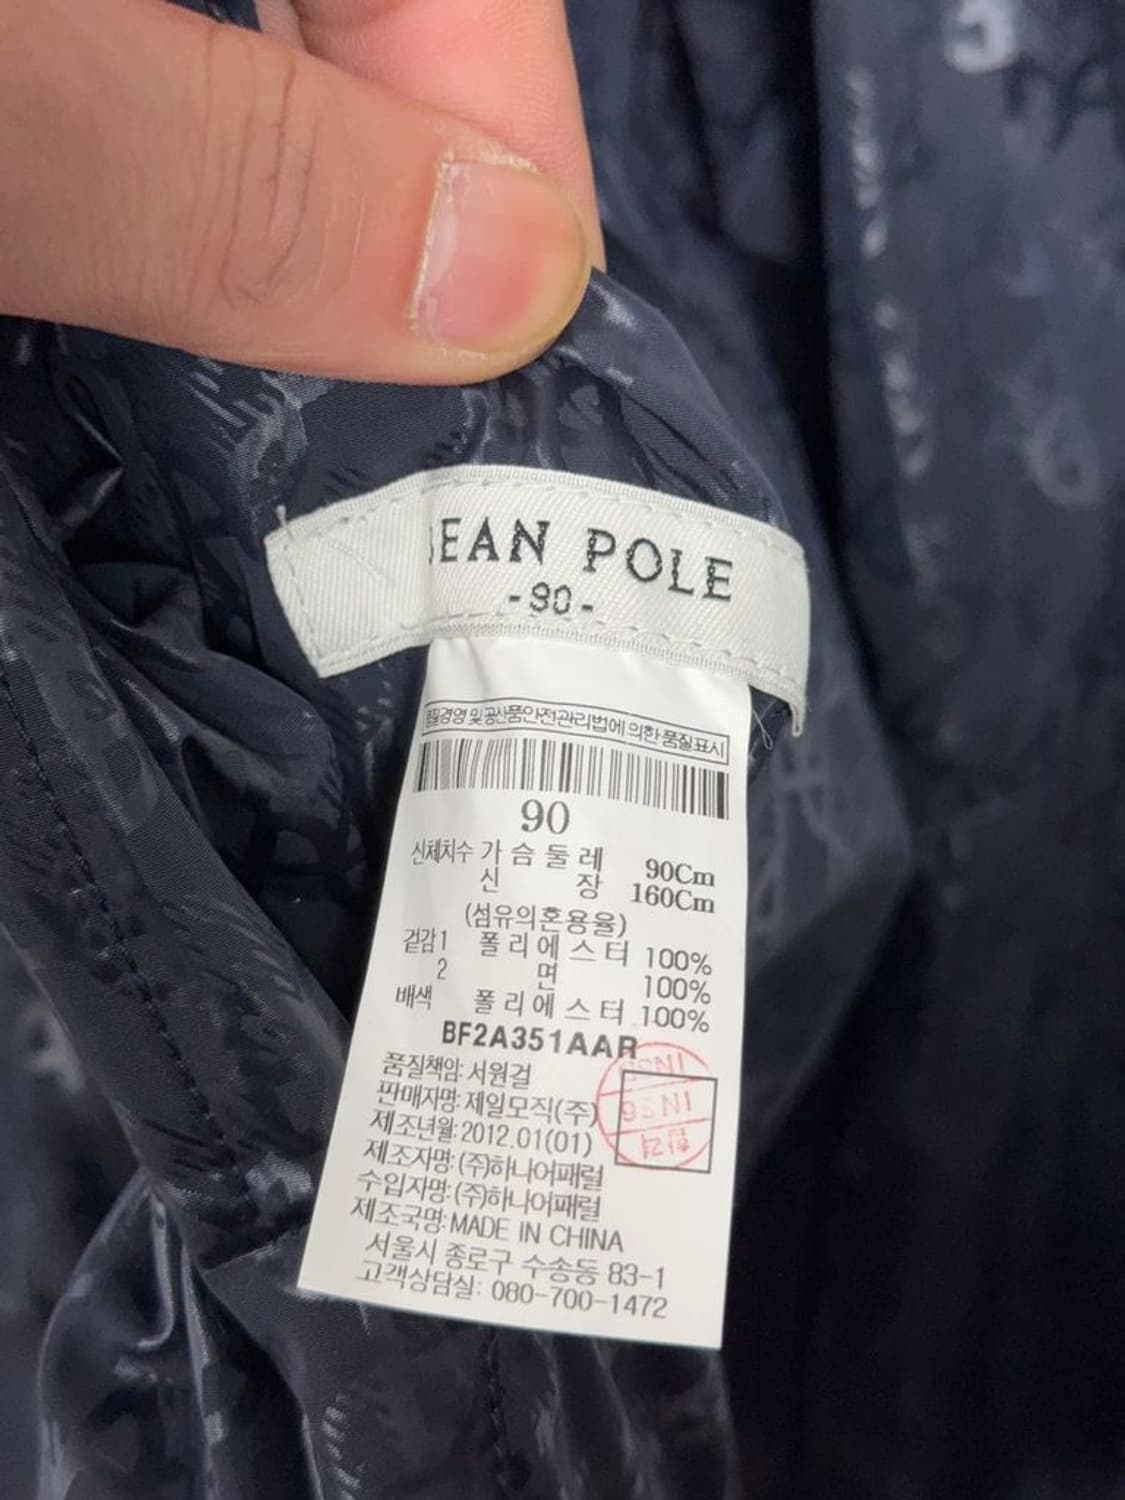 BEAN POLE
-90-
품질경영 및 공산품안전관리법에 의한 품질표시
90
신체치수 가슴둘레 90Cm
신장 160Cm
(섬유의혼용율)
겉감1 폴리에스터 100%
2 면 100%
배색 폴리에스터 100%
BF2A351AAR
품질책임: 서원걸
판매자명: 제일모직(주)
제조년월: 2012.01(01)
제조자명: (주)하나어패럴
수입자명: (주)하나어패럴
제조국명: MADE IN CHINA
서울시 종로구 수송동 83-1
고객상담실: 080-700-1472